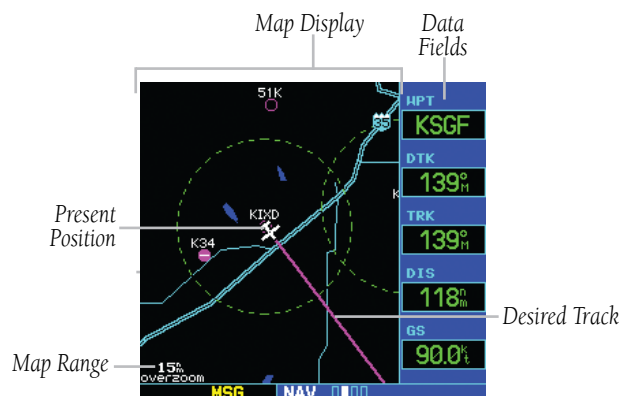 Map Display
Data
Fields
51K
WPT
KSGF
35
DTK
139°M
K
KIXD
Present
Position
TRK
139°M
K34
DIS
118nm
Desired Track
GS
90.0kt
Map Range
15nm
overzoom
MSG
NAV